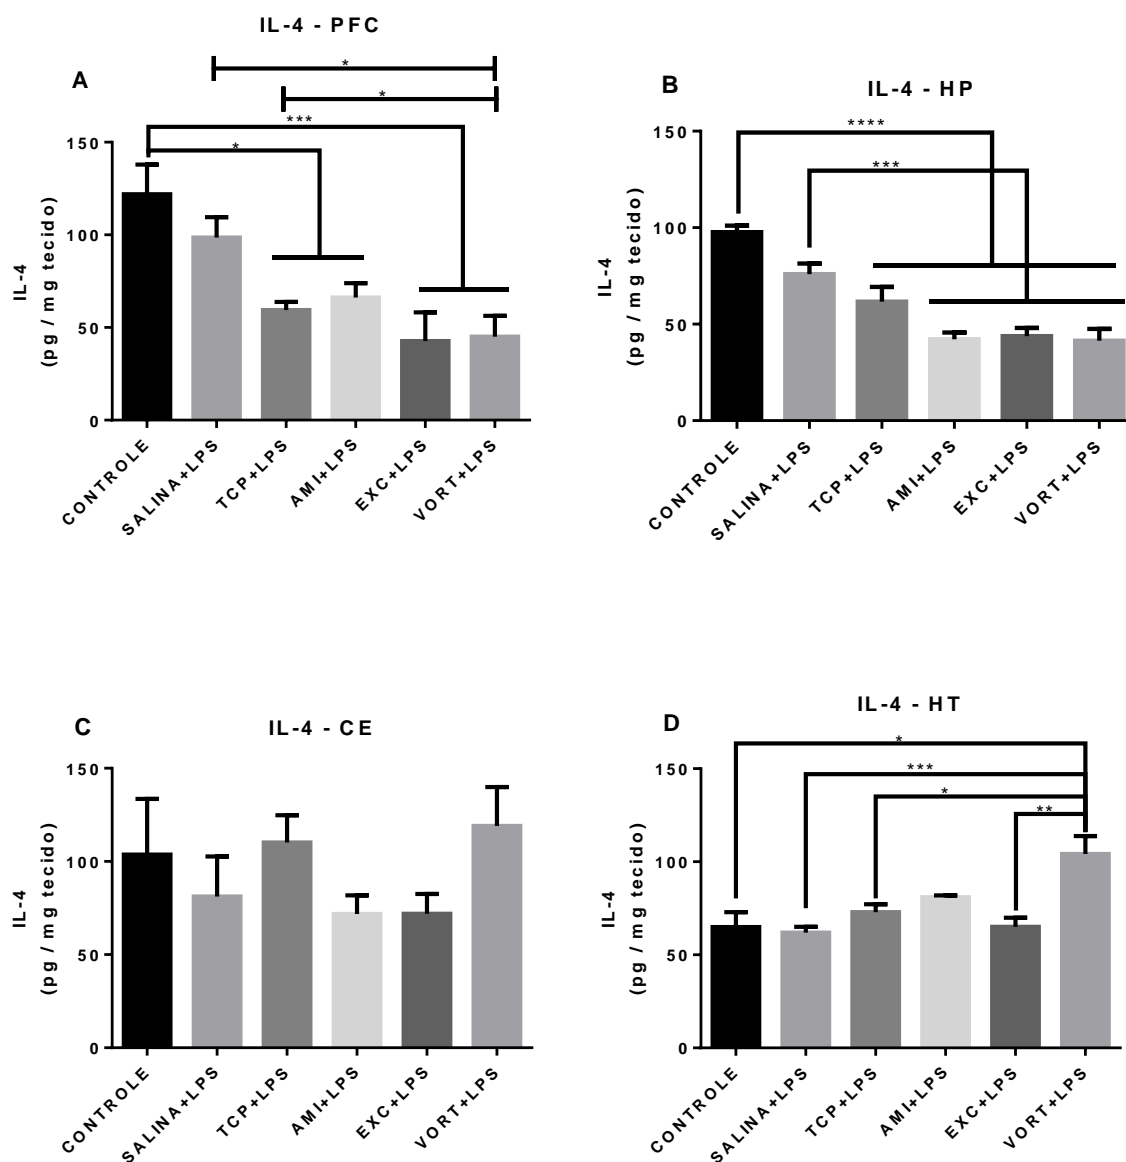 IL-4 - PFC
A
*
*
***
*
150
100
50
0
IL-4
(pg / mg tecido)
CONTROLE
SALINA+LPS
TCP+LPS
AMI+LPS
EXC+LPS
VORT+LPS
B
IL-4 - HP
****
***
150
100
50
0
IL-4
(pg / mg tecido)
CONTROLE
SALINA+LPS
TCP+LPS
AMI+LPS
EXC+LPS
VORT+LPS
C
IL-4 - CE
150
100
50
0
IL-4
(pg / mg tecido)
CONTROLE
SALINA+LPS
TCP+LPS
AMI+LPS
EXC+LPS
VORT+LPS
D
IL-4 - HT
*
***
*
**
150
100
50
0
IL-4
(pg / mg tecido)
CONTROLE
SALINA+LPS
TCP+LPS
AMI+LPS
EXC+LPS
VORT+LPS